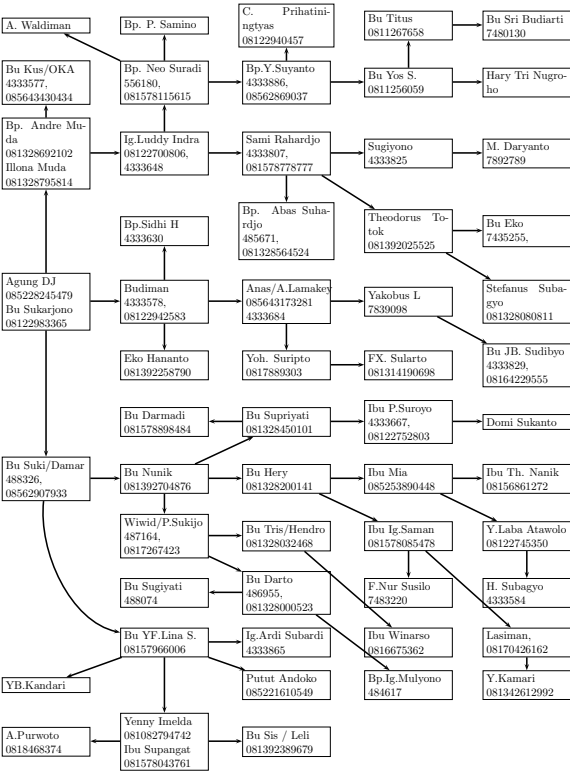 A. Waldiman
Bp. P. Samino
C. Prihatini-
ngtyas
08122940457
Bu Titus
0811267658
Bu Sri Budiarti
7480130
Bu Kus/OKA
4333577,
085643430434
Bp. Neo Suradi
556180,
081578115615
Bp.Y.Suyanto
4333886,
08562869037
Bu Yos S.
0811256059
Hary Tri Nugro-
ho
Bp. Andre Mu-
da
081328692102
Illona Muda
081328795814
Ig.Luddy Indra
08122700806,
4333648
Sami Rahardjo
4333807,
081578778777
Sugiyono
4333825
M. Daryanto
7892789
Bp.Sidhi H
4333630
Bp. Abas Suha-
rdjo
485671,
081328564524
Theodorus To-
tok
081392025525
Bu Eko
7435255,
Agung DJ
085228245479
Bu Sukarjono
08122983365
Budiman
4333578,
08122942583
Anas/A.Lamakey
085643173281
4333684
Yakobus L
7839098
Stefanus Suba-
gyo
081328080811
Eko Hananto
081392258790
Yoh. Suripto
0817889303
FX. Sularto
081314190698
Bu JB. Sudibyo
4333829,
08164229555
Bu Darmadi
081578898484
Bu Supriyati
081328450101
Ibu P.Suroyo
4333667,
08122752803
Domi Sukanto
Bu Suki/Damar
488326,
08562907933
Bu Nunik
081392704876
Bu Hery
081328200141
Ibu Mia
085253890448
Ibu Th. Nanik
08156861272
Wiwid/P.Sukijo
487164,
0817267423
Bu Tris/Hendro
081328032468
Ibu Ig.Saman
081578085478
Y.Laba Atawolo
08122745350
Bu Sugiyati
488074
Bu Darto
486955,
081328000523
F.Nur Susilo
7483220
H. Subagyo
4333584
Bu YF.Lina S.
08157966006
Ig.Ardi Subardi
4333865
Ibu Winarso
0816675362
Lasiman,
08170426162
YB.Kandari
Putut Andoko
085221610549
Bp.Ig.Mulyono
484617
Y.Kamari
081342612992
A.Purwoto
0818468374
Yenny Imelda
081082794742
Ibu Supangat
081578043761
Bu Sis / Leli
081392389679